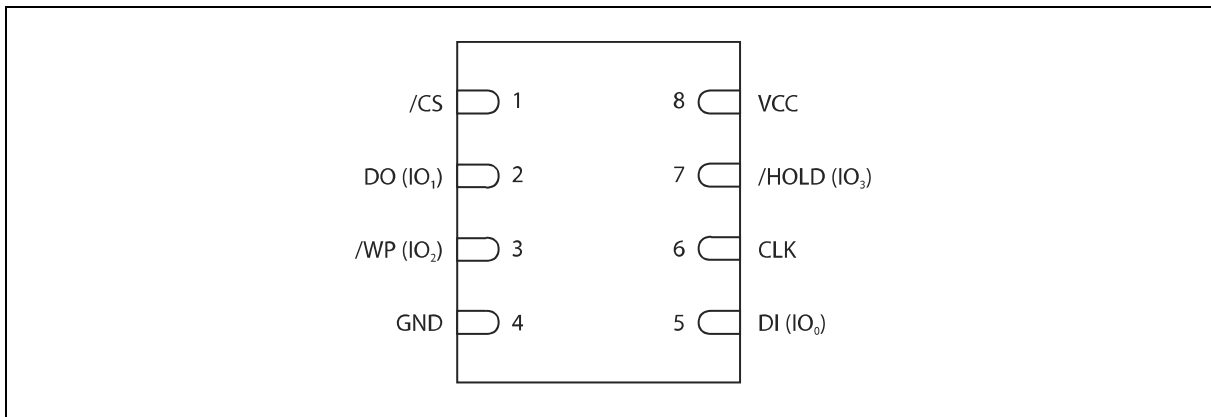 /CS 1 8 VCC
DO (IO₁) 2 7 /HOLD (IO₃)
/WP (IO₂) 3 6 CLK
GND 4 5 DI (IO₀)